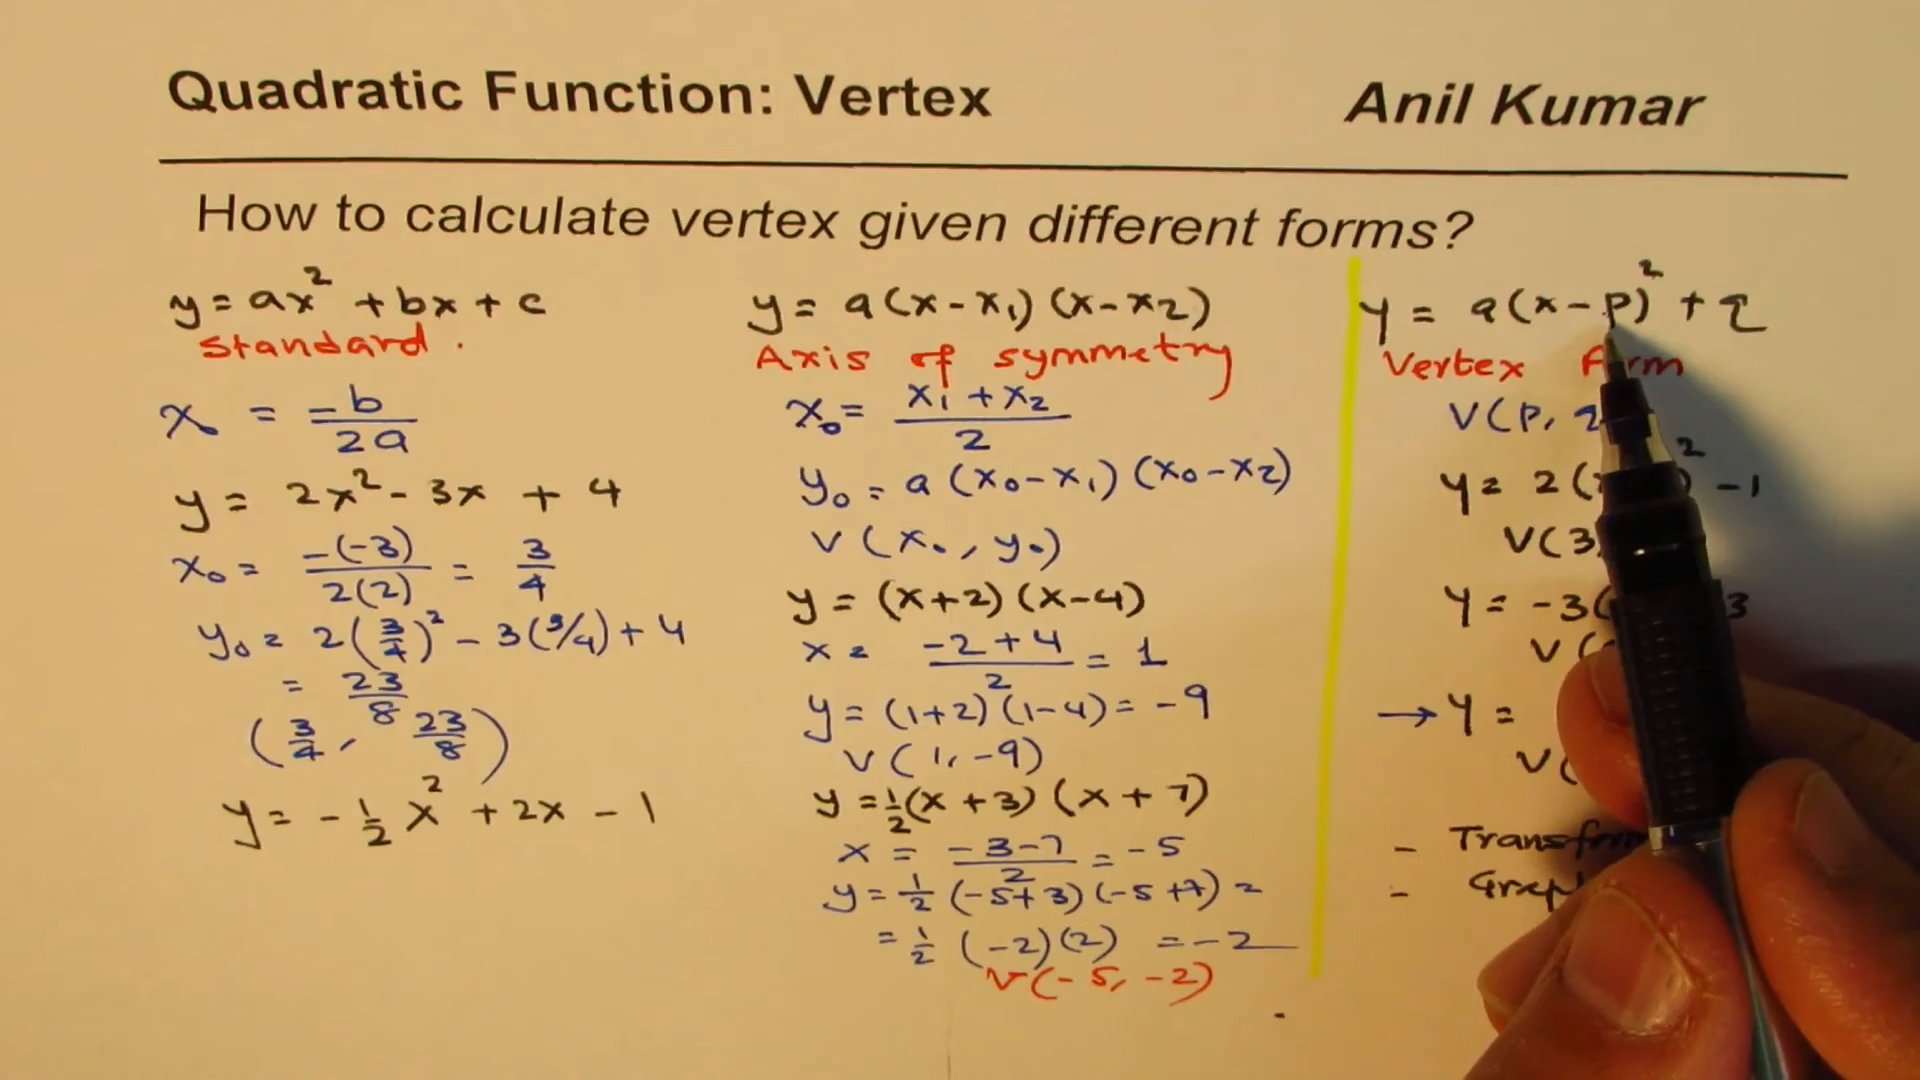 Quadratic Function: Vertex Anil Kumar
How to calculate vertex given different forms?
y = ax² + bx + c
Standard.
x = -b/2a
y = 2x² - 3x + 4
x₀ = -(-3)/2(2) = 3/4
y₀ = 2(3/4)² - 3(3/4) + 4
= 23/8
(3/4, 23/8)
y = -1/2 x² + 2x - 1
y = a(x-x₁)(x-x₂)
Axis of symmetry
x₀ = x₁ + x₂/2
y₀ = a(x₀-x₁)(x₀-x₂)
V(x₀, y₀)
y = (x+2)(x-4)
x = -2+4/2 = 1
y = (1+2)(1-4) = -9
V(1, -9)
y = 1/2(x+3)(x+7)
x = -3-7/2 = -5
y = 1/2(-5+3)(-5+7) =
= 1/2(-2)(2) = -2
V(-5, -2)
y = a(x-p)² + q
Vertex
V(p,
y = 2( )² -1
V(3
y = -3( 3
V(
→ y =
V(
-
-